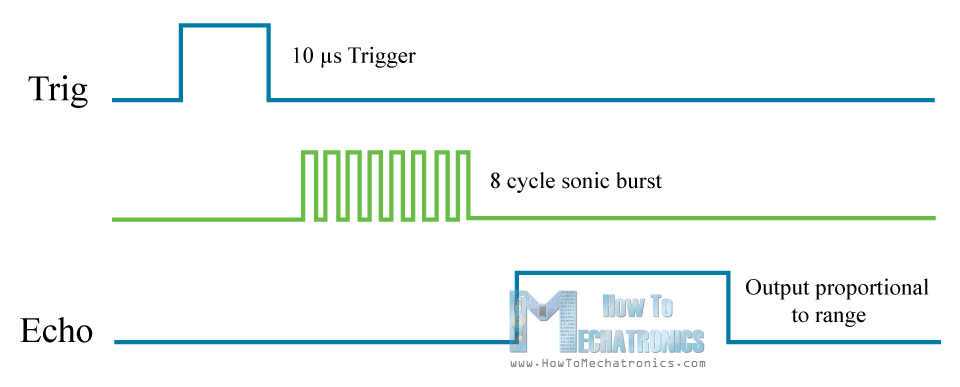 10 µs Trigger
Trig
8 cycle sonic burst
Output proportional
to range
Echo
How To
Mechatronics
www.HowToMechatronics.com